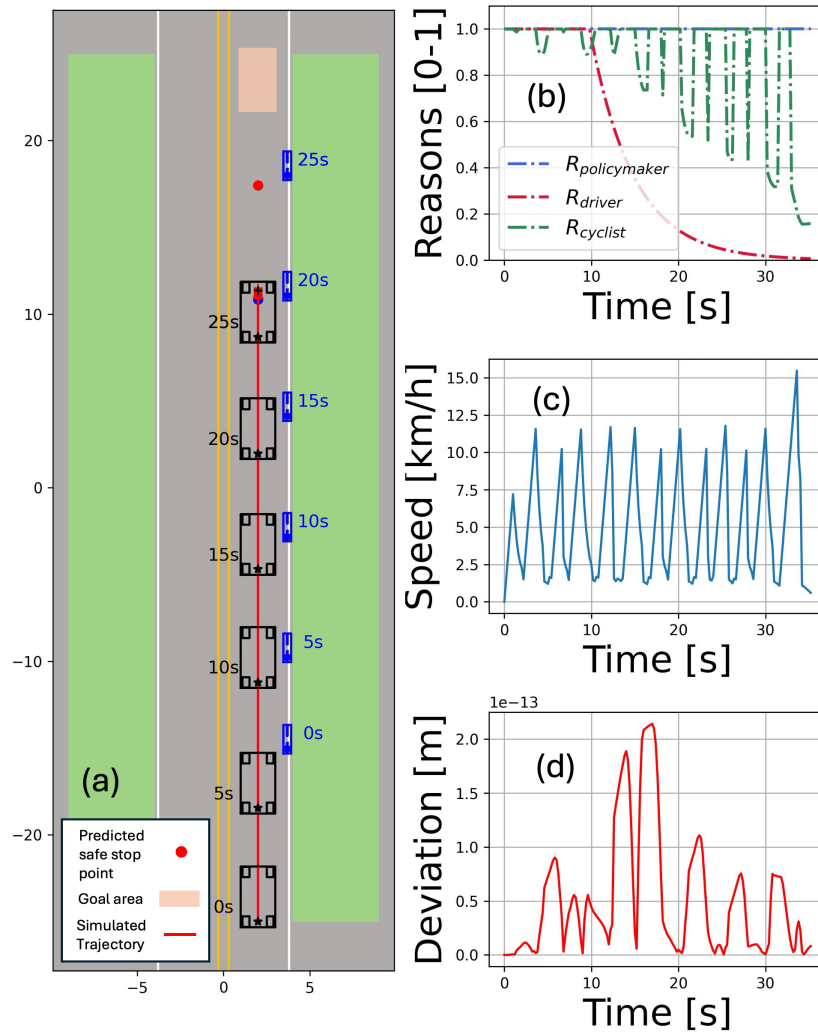 20
10
0
−10
−20
−5
0
5
25s
20s
15s
10s
5s
0s
25s
20s
15s
10s
5s
0s
(a)
Predicted
safe stop
point
Goal area
Simulated
Trajectory
Reasons [0-1]
1.0
0.8
0.6
0.4
0.2
0.0
(b)
R_policymaker
R_driver
R_cyclist
0
10
20
30
Time [s]
Speed [km/h]
15.0
12.5
10.0
7.5
5.0
2.5
0.0
(c)
0
10
20
30
Time [s]
1e−13
Deviation [m]
2.0
1.5
1.0
0.5
0.0
(d)
0
10
20
30
Time [s]